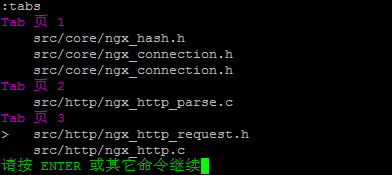 :tabs
Tab 页 1
    src/core/ngx_hash.h
    src/core/ngx_connection.h
    src/core/ngx_connection.h
Tab 页 2
    src/http/ngx_http_parse.c
Tab 页 3
>   src/http/ngx_http_request.h
    src/http/ngx_http.c
请按 ENTER 或其它命令继续